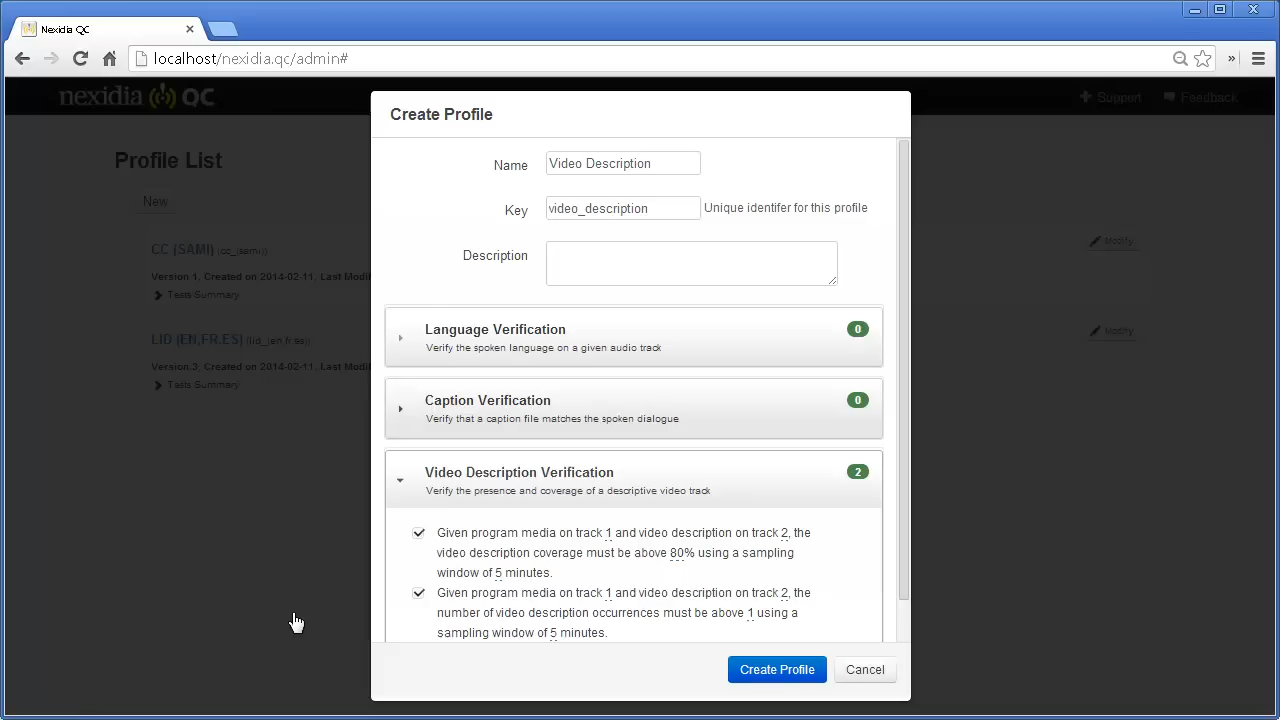 Nexidia QC
localhost/nexidia.qc/admin#
nexidia QC
Support
Feedback
Create Profile
Profile List
Name
Video Description
New
Key
video_description
Unique identifer for this profile
CC (SAMI) (cc_(sami))
Modify
Description
Version 1, Created on 2014-02-11, Last Modi
Tests Summary
Language Verification
0
Verify the spoken language on a given audio track
LID (EN,FR,ES) (lid_(en,fr,es))
Modify
Version 3, Created on 2014-02-11, Last Modi
Tests Summary
Caption Verification
0
Verify that a caption file matches the spoken dialogue
Video Description Verification
2
Verify the presence and coverage of a descriptive video track
Given program media on track 1 and video description on track 2, the
video description coverage must be above 80% using a sampling
window of 5 minutes.
Given program media on track 1 and video description on track 2, the
number of video description occurrences must be above 1 using a
sampling window of 5 minutes.
Create Profile
Cancel